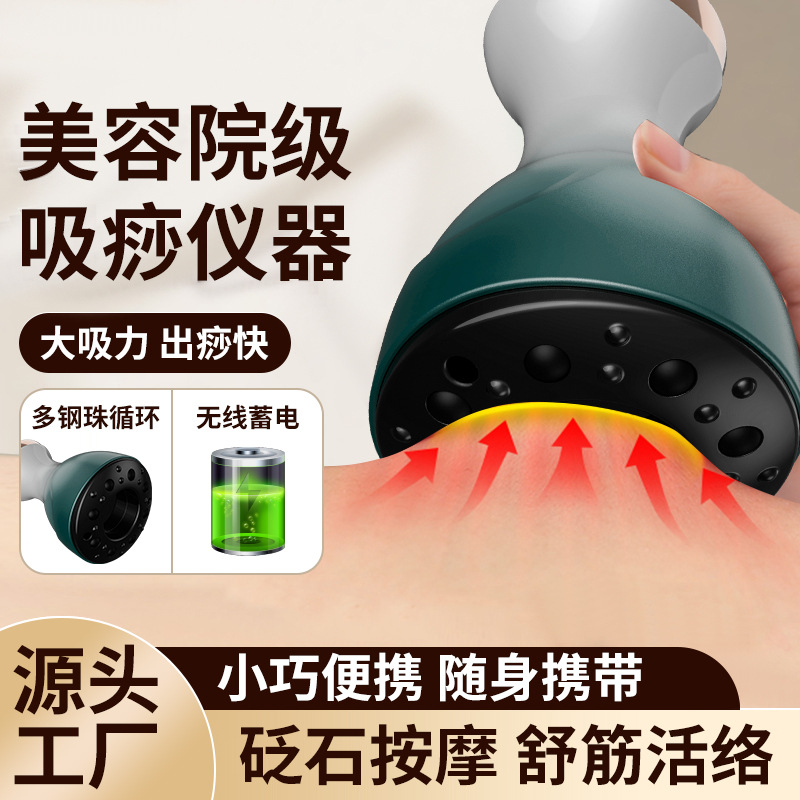 美容院级
吸痧仪器
大吸力 出痧快
多钢珠循环
无线蓄电
源头
工厂
小巧便携 随身携带
砭石按摩 舒筋活络